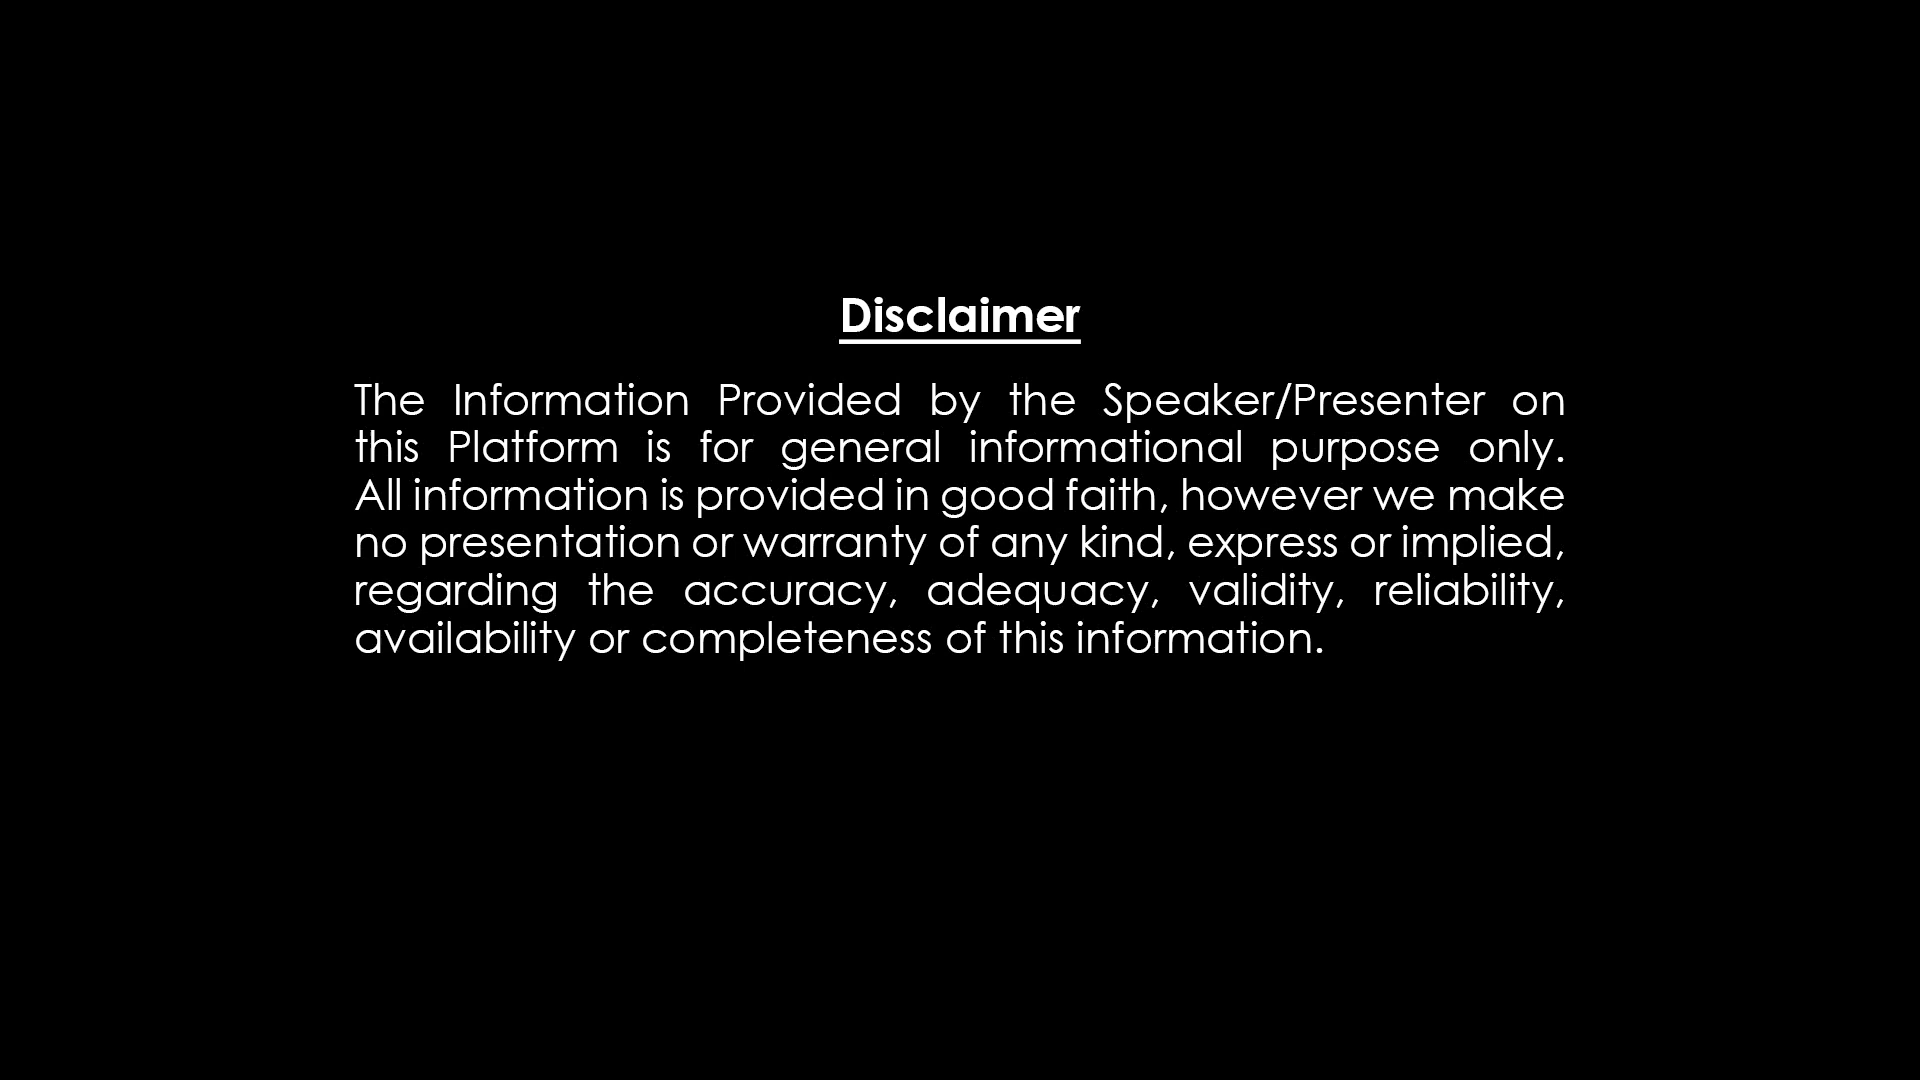 Disclaimer
The Information Provided by the Speaker/Presenter on
this Platform is for general informational purpose only.
All information is provided in good faith, however we make
no presentation or warranty of any kind, express or implied,
regarding the accuracy, adequacy, validity, reliability,
availability or completeness of this information.